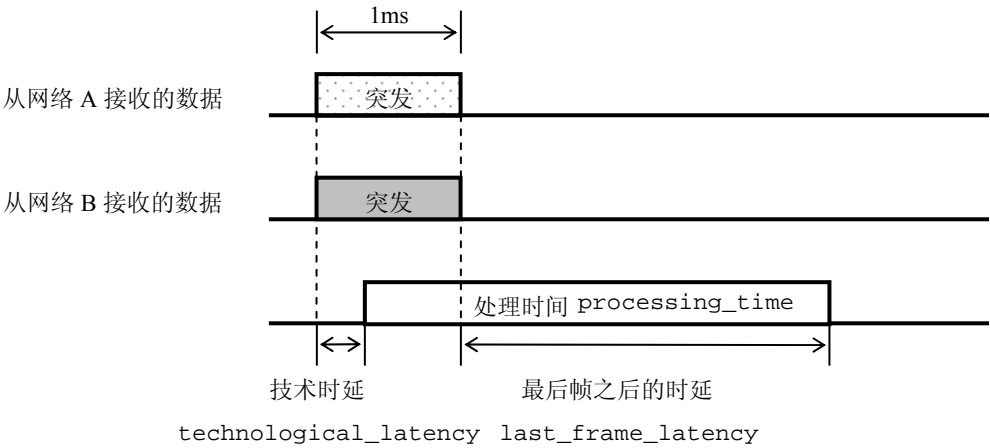 1ms
从网络 A 接收的数据
突发
从网络 B 接收的数据
突发
处理时间 processing_time
技术时延
最后帧之后的时延
technological_latency last_frame_latency